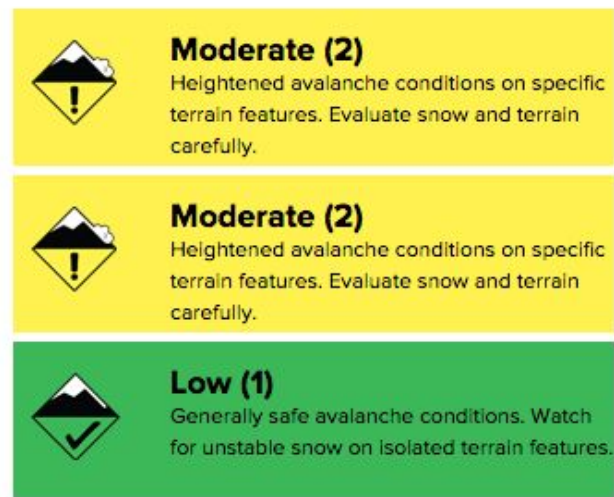 Moderate (2)
Heightened avalanche conditions on specific
terrain features. Evaluate snow and terrain
carefully.
Moderate (2)
Heightened avalanche conditions on specific
terrain features. Evaluate snow and terrain
carefully.
Low (1)
Generally safe avalanche conditions. Watch
for unstable snow on isolated terrain features.